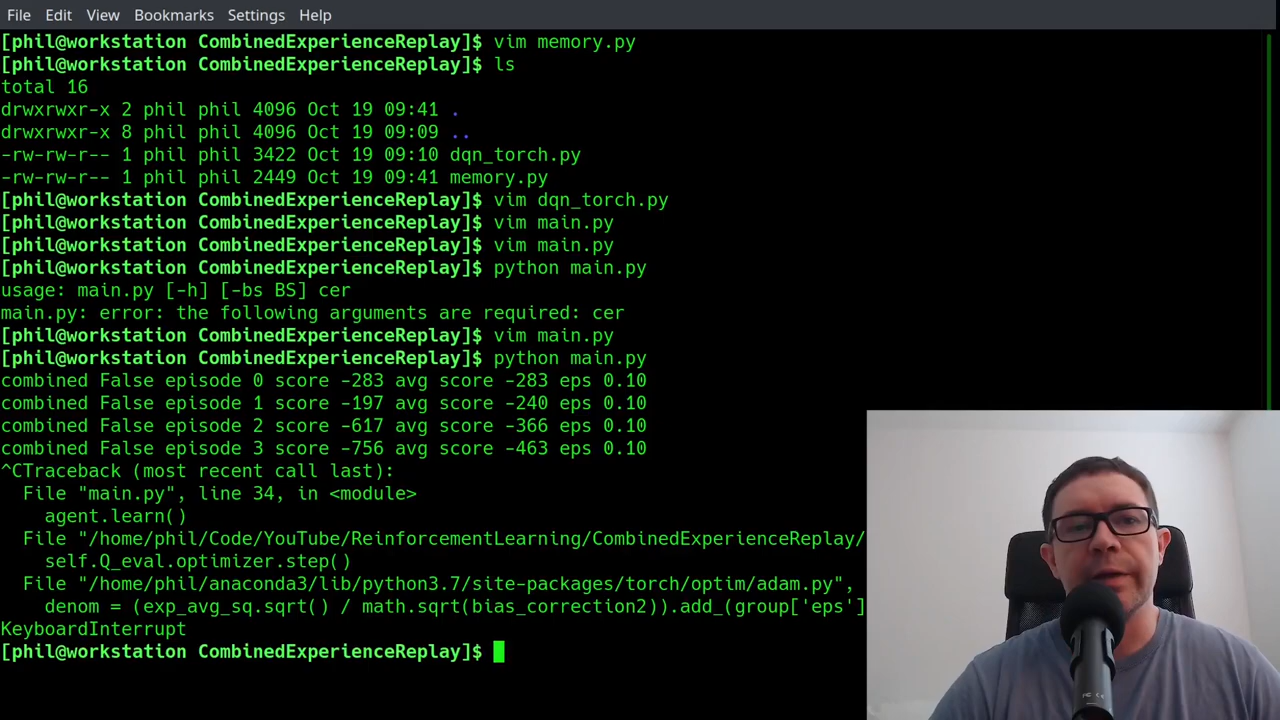 File Edit View Bookmarks Settings Help
[phil@workstation CombinedExperienceReplay]$ vim memory.py
[phil@workstation CombinedExperienceReplay]$ ls
total 16
drwxrwxr-x 2 phil phil 4096 Oct 19 09:41 .
drwxrwxr-x 8 phil phil 4096 Oct 19 09:09 ..
-rw-rw-r-- 1 phil phil 3422 Oct 19 09:10 dqn_torch.py
-rw-rw-r-- 1 phil phil 2449 Oct 19 09:41 memory.py
[phil@workstation CombinedExperienceReplay]$ vim dqn_torch.py
[phil@workstation CombinedExperienceReplay]$ vim main.py
[phil@workstation CombinedExperienceReplay]$ vim main.py
[phil@workstation CombinedExperienceReplay]$ python main.py
usage: main.py [-h] [-bs BS] cer
main.py: error: the following arguments are required: cer
[phil@workstation CombinedExperienceReplay]$ vim main.py
[phil@workstation CombinedExperienceReplay]$ python main.py
combined False episode 0 score -283 avg score -283 eps 0.10
combined False episode 1 score -197 avg score -240 eps 0.10
combined False episode 2 score -617 avg score -366 eps 0.10
combined False episode 3 score -756 avg score -463 eps 0.10
^CTraceback (most recent call last):
  File "main.py", line 34, in <module>
    agent.learn()
  File "/home/phil/Code/YouTube/ReinforcementLearning/CombinedExperienceReplay/
    self.Q_eval.optimizer.step()
  File "/home/phil/anaconda3/lib/python3.7/site-packages/torch/optim/adam.py",
    denom = (exp_avg_sq.sqrt() / math.sqrt(bias_correction2)).add_(group['eps']
KeyboardInterrupt
[phil@workstation CombinedExperienceReplay]$